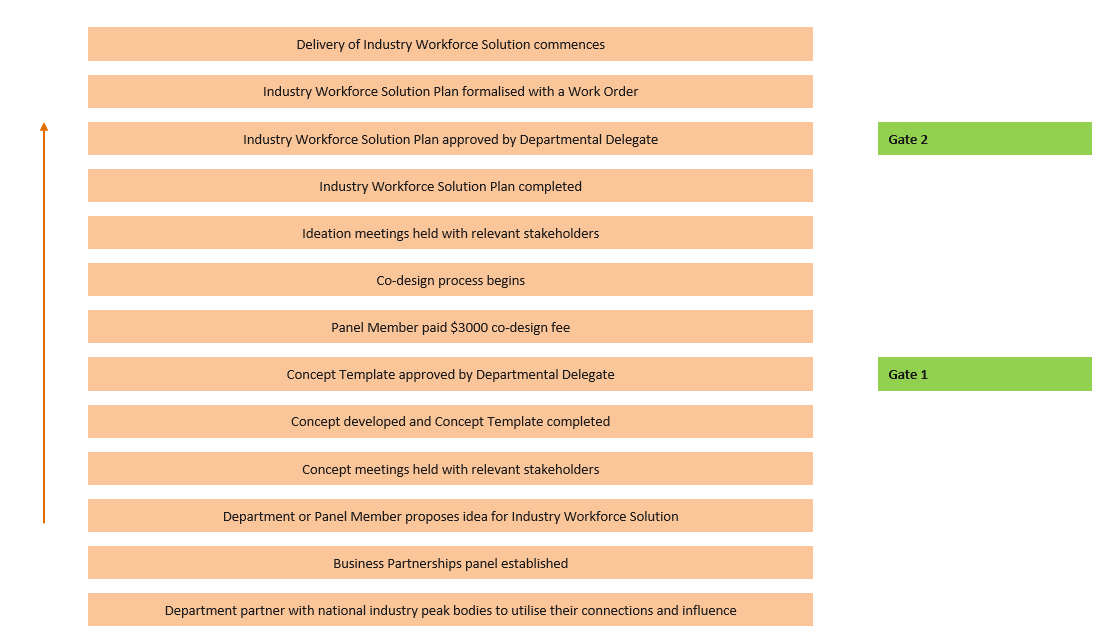 Delivery of Industry Workforce Solution commences
Industry Workforce Solution Plan formalised with a Work Order
Industry Workforce Solution Plan approved by Departmental Delegate
Gate 2
Industry Workforce Solution Plan completed
Ideation meetings held with relevant stakeholders
Co-design process begins
Panel Member paid $3000 co-design fee
Concept Template approved by Departmental Delegate
Gate 1
Concept developed and Concept Template completed
Concept meetings held with relevant stakeholders
Department or Panel Member proposes idea for Industry Workforce Solution
Business Partnerships panel established
Department partner with national industry peak bodies to utilise their connections and influence